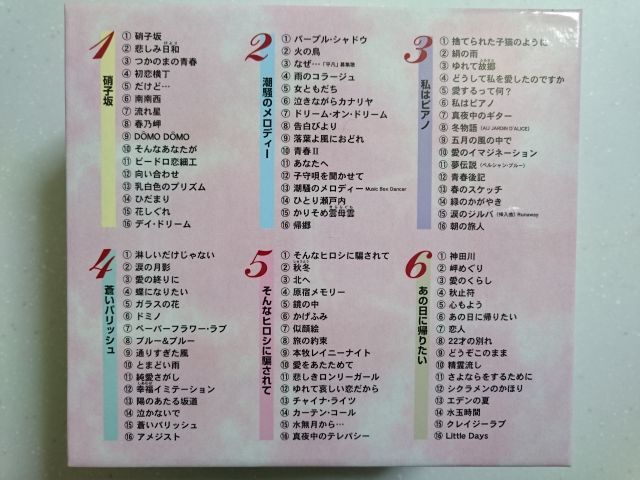 1
硝子坂
① 硝子坂
② 悲しみ日和
③ つかのまの青春
④ 初恋横丁
⑤ だけど…
⑥ 南南西
⑦ 流れ星
⑧ 春乃岬
⑨ DŌMO DŌMO
⑩ そんなあなたが
⑪ ビードロ恋細工
⑫ 向い合わせ
⑬ 乳白色のプリズム
⑭ ひだまり
⑮ 花しぐれ
⑯ デイ・ドリーム
2
潮騒のメロディー
① パープル・シャドウ
② 火の鳥
③ なぜ…「平凡」募集歌
④ 雨のコラージュ
⑤ 女ともだち
⑥ 泣きながらカナリヤ
⑦ ドリーム・オン・ドリーム
⑧ 告白びより
⑨ 落葉よ風におどれ
⑩ 青春Ⅱ
⑪ あなたへ
⑫ 子守唄を聞かせて
⑬ 潮騒のメロディー Music Box Dancer
⑭ ひとり瀬戸内
⑮ かりそめ雲母雲
⑯ 帰郷
3
私はピアノ
① 捨てられた子猫のように
② 絹の雨
③ ゆれて故郷
④ どうして私を愛したのですか
⑤ 愛するって何?
⑥ 私はピアノ
⑦ 真夜中のギター
⑧ 冬物語 (AU JARDIN D'ALICE)
⑨ 五月の風の中で
⑩ 愛のイマジネーション
⑪ 夢伝説 (ペルシャン・ブルー)
⑫ 青春後記
⑬ 春のスケッチ
⑭ 緑のかがやき
⑮ 涙のジルバ (挿入曲) Runaway
⑯ 朝の旅人
4
蒼いパリッシュ
① 淋しいだけじゃない
② 涙の月影
③ 愛の終りに
④ 蝶になりたい
⑤ ガラスの花
⑥ ドミノ
⑦ ペーパーフラワー・ラブ
⑧ ブルー&ブルー
⑨ 通りすぎた風
⑩ とまどい雨
⑪ 純愛さがし
⑫ 幸福イミテーション
⑬ 陽のあたる坂道
⑭ 泣かないで
⑮ 蒼いパリッシュ
⑯ アメジスト
5
そんなヒロシに騙されて
① そんなヒロシに騙されて
② 秋冬
③ 北へ
④ 原宿メモリー
⑤ 鏡の中
⑥ かげふみ
⑦ 似顔絵
⑧ 旅の約束
⑨ 本牧レイニーナイト
⑩ 愛をあたためて
⑪ 悲しきロンリーガール
⑫ ゆれて哀しい恋だから
⑬ チャイナ・ライツ
⑭ カーテン・コール
⑮ 水無月から…
⑯ 真夜中のテレパシー
6
あの日に帰りたい
① 神田川
② 岬めぐり
③ 愛のくらし
④ 秋止符
⑤ 心もよう
⑥ あの日に帰りたい
⑦ 恋人
⑧ 22才の別れ
⑨ どうぞこのまま
⑩ 精霊流し
⑪ さよならをするために
⑫ シクラメンのかほり
⑬ エデンの夏
⑭ 水玉時間
⑮ クレイジーラブ
⑯ Little Days